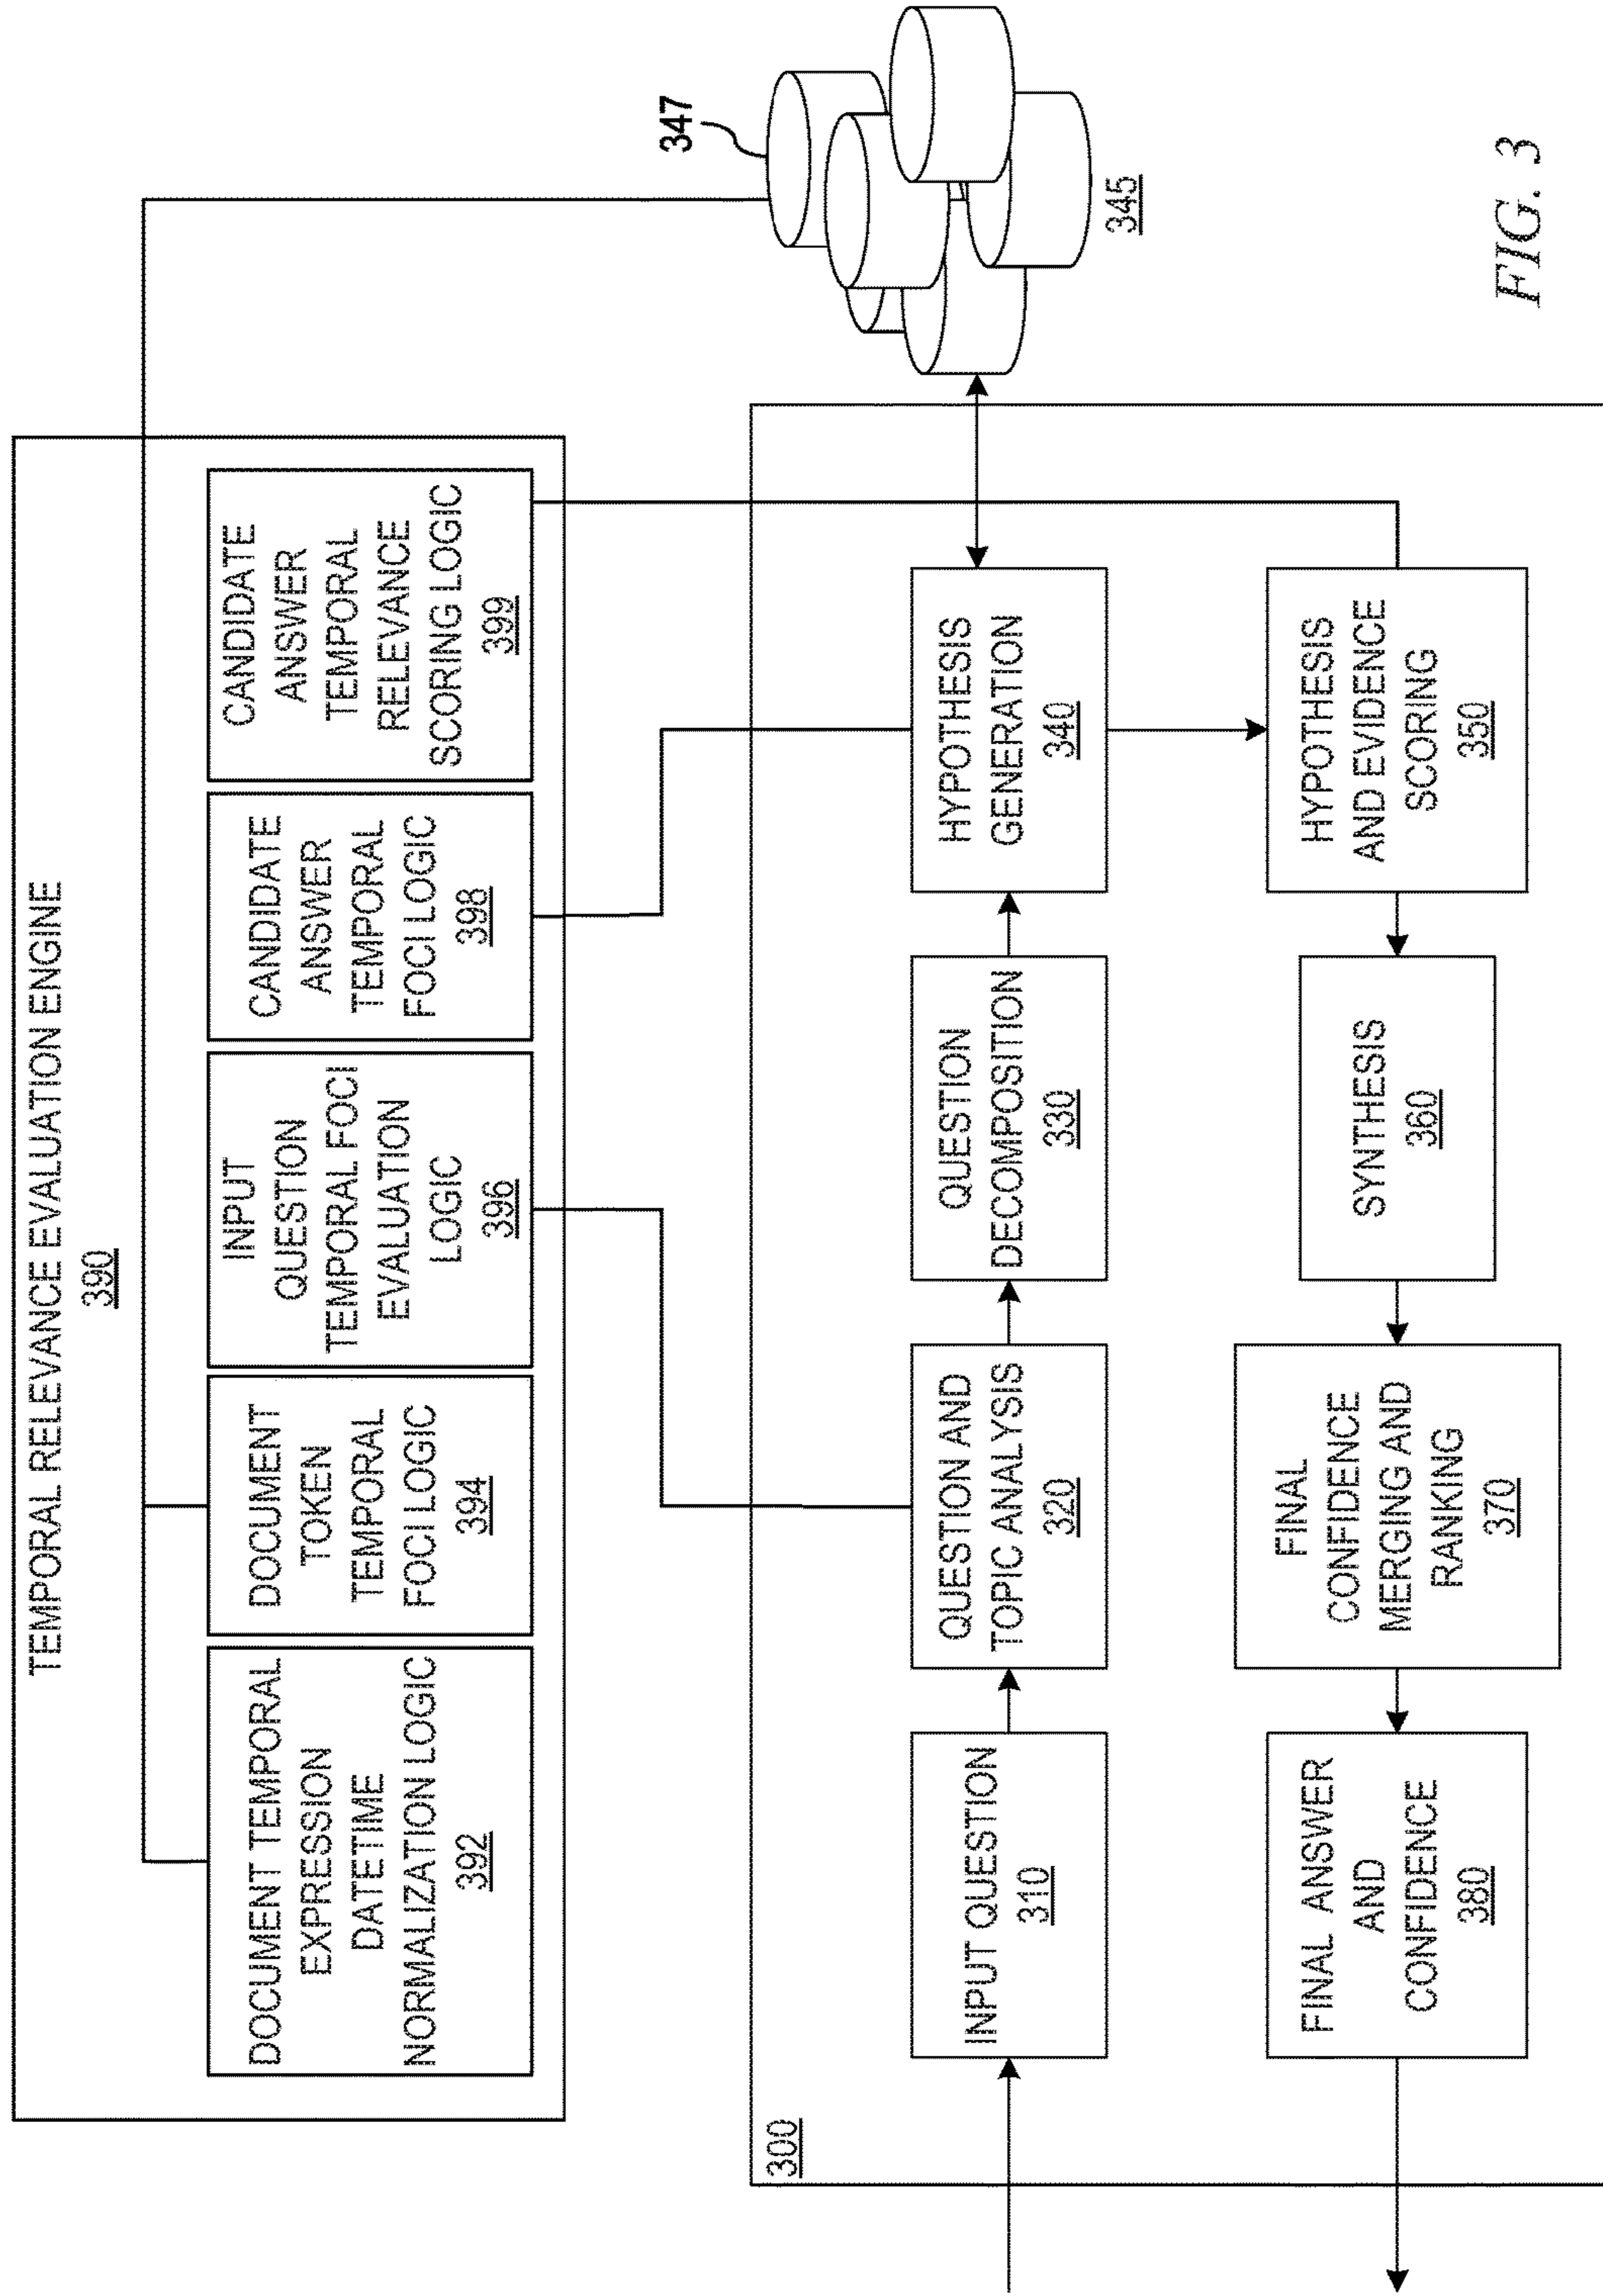 TEMPORAL RELEVANCE EVALUATION ENGINE
390
DOCUMENT TEMPORAL
EXPRESSION
DATETIME
NORMALIZATION LOGIC
392
DOCUMENT
TOKEN
TEMPORAL
FOCI LOGIC
394
INPUT
QUESTION
TEMPORAL FOCI
EVALUATION
LOGIC
396
CANDIDATE
ANSWER
TEMPORAL
FOCI LOGIC
398
CANDIDATE
ANSWER
TEMPORAL
RELEVANCE
SCORING LOGIC
399
347
345
300
INPUT QUESTION
310
QUESTION AND
TOPIC ANALYSIS
320
QUESTION
DECOMPOSITION
330
HYPOTHESIS
GENERATION
340
FINAL ANSWER
AND
CONFIDENCE
380
FINAL
CONFIDENCE
MERGING AND
RANKING
370
SYNTHESIS
360
HYPOTHESIS
AND EVIDENCE
SCORING
350
FIG. 3